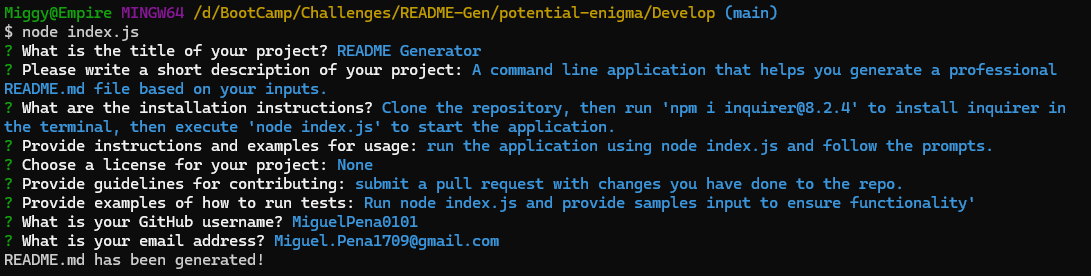 Miggy@Empire MINGW64 /d/BootCamp/Challenges/README-Gen/potential-enigma/Develop (main)
$ node index.js
? What is the title of your project? README Generator
? Please write a short description of your project: A command line application that helps you generate a professional
README.md file based on your inputs.
? What are the installation instructions? Clone the repository, then run 'npm i inquirer@8.2.4' to install inquirer in
the terminal, then execute 'node index.js' to start the application.
? Provide instructions and examples for usage: run the application using node index.js and follow the prompts.
? Choose a license for your project: None
? Provide guidelines for contributing: submit a pull request with changes you have done to the repo.
? Provide examples of how to run tests: Run node index.js and provide samples input to ensure functionality'
? What is your GitHub username? MiguelPena0101
? What is your email address? Miguel.Pena1709@gmail.com
README.md has been generated!